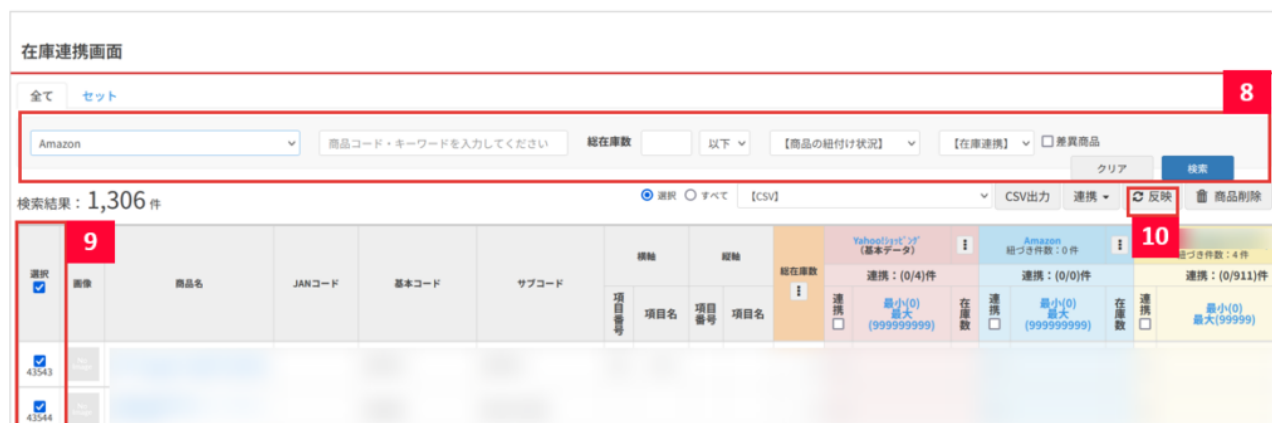 在庫連携画面
全て セット
8
Amazon 商品コード・キーワードを入力してください 総在庫数 以下 【商品の紐付け状況】 【在庫連携】 差異商品
クリア 検索
検索結果：1,306 件 選択 すべて 【CSV】 CSV出力 連携 反映 商品削除
9 10
選択 画像 商品名 JANコード 基本コード サブコード 横軸 縦軸 総在庫数
項目番号 項目名 項目番号 項目名
Yahoo!ｼｮｯﾋﾟﾝｸﾞ
(基本データ)
連携：(0/4)件
連携 最小(0)
最大
(999999999) 在庫数
Amazon
紐づき件数：0 件
連携：(0/0)件
連携 最小(0)
最大
(999999999) 在庫数
紐づき件数：4 件
連携：(0/911)件
連携 最小(0)
最大(99999)
43543
43544